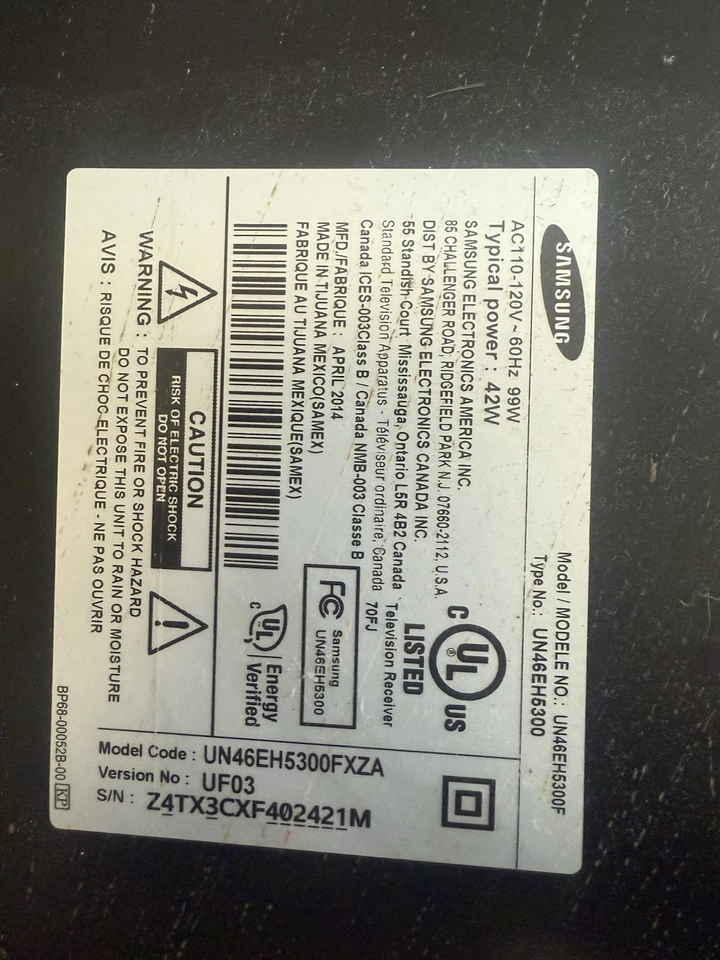 SAMSUNG
Model / MODELE NO.: UN46EH5300F
Type No.: UN46EH5300
AC110-120V ~ 60Hz 99W
Typical power : 42W
SAMSUNG ELECTRONICS AMERICA INC.
85 CHALLENGER ROAD, RIDGEFIELD PARK N.J. 07660-2112, U.S.A.
DIST BY SAMSUNG ELECTRONICS CANADA INC.
55 Standish Court, Mississauga, Ontario L5R 4B2 Canada
Television Receiver
Standard Television Apparatus - Téléviseur ordinaire, Canada
70FJ
Canada ICES-003Class B / Canada NMB-003 Classe B
MFD./FABRIQUE : APRIL 2014
MADE IN TIJUANA MEXICO(SAMEX)
FABRIQUE AU TIJUANA MEXIQUE(SAMEX)
C UL ® US
LISTED
FC Samsung
UN46EH5300
C UL Energy
Verified
CAUTION
RISK OF ELECTRIC SHOCK
DO NOT OPEN
WARNING : TO PREVENT FIRE OR SHOCK HAZARD
DO NOT EXPOSE THIS UNIT TO RAIN OR MOISTURE
AVIS : RISQUE DE CHOC ELECTRIQUE - NE PAS OUVRIR
Model Code : UN46EH5300FXZA
Version No : UF03
S/N : Z4TX3CXF402421M
BP68-00052B-00 KP